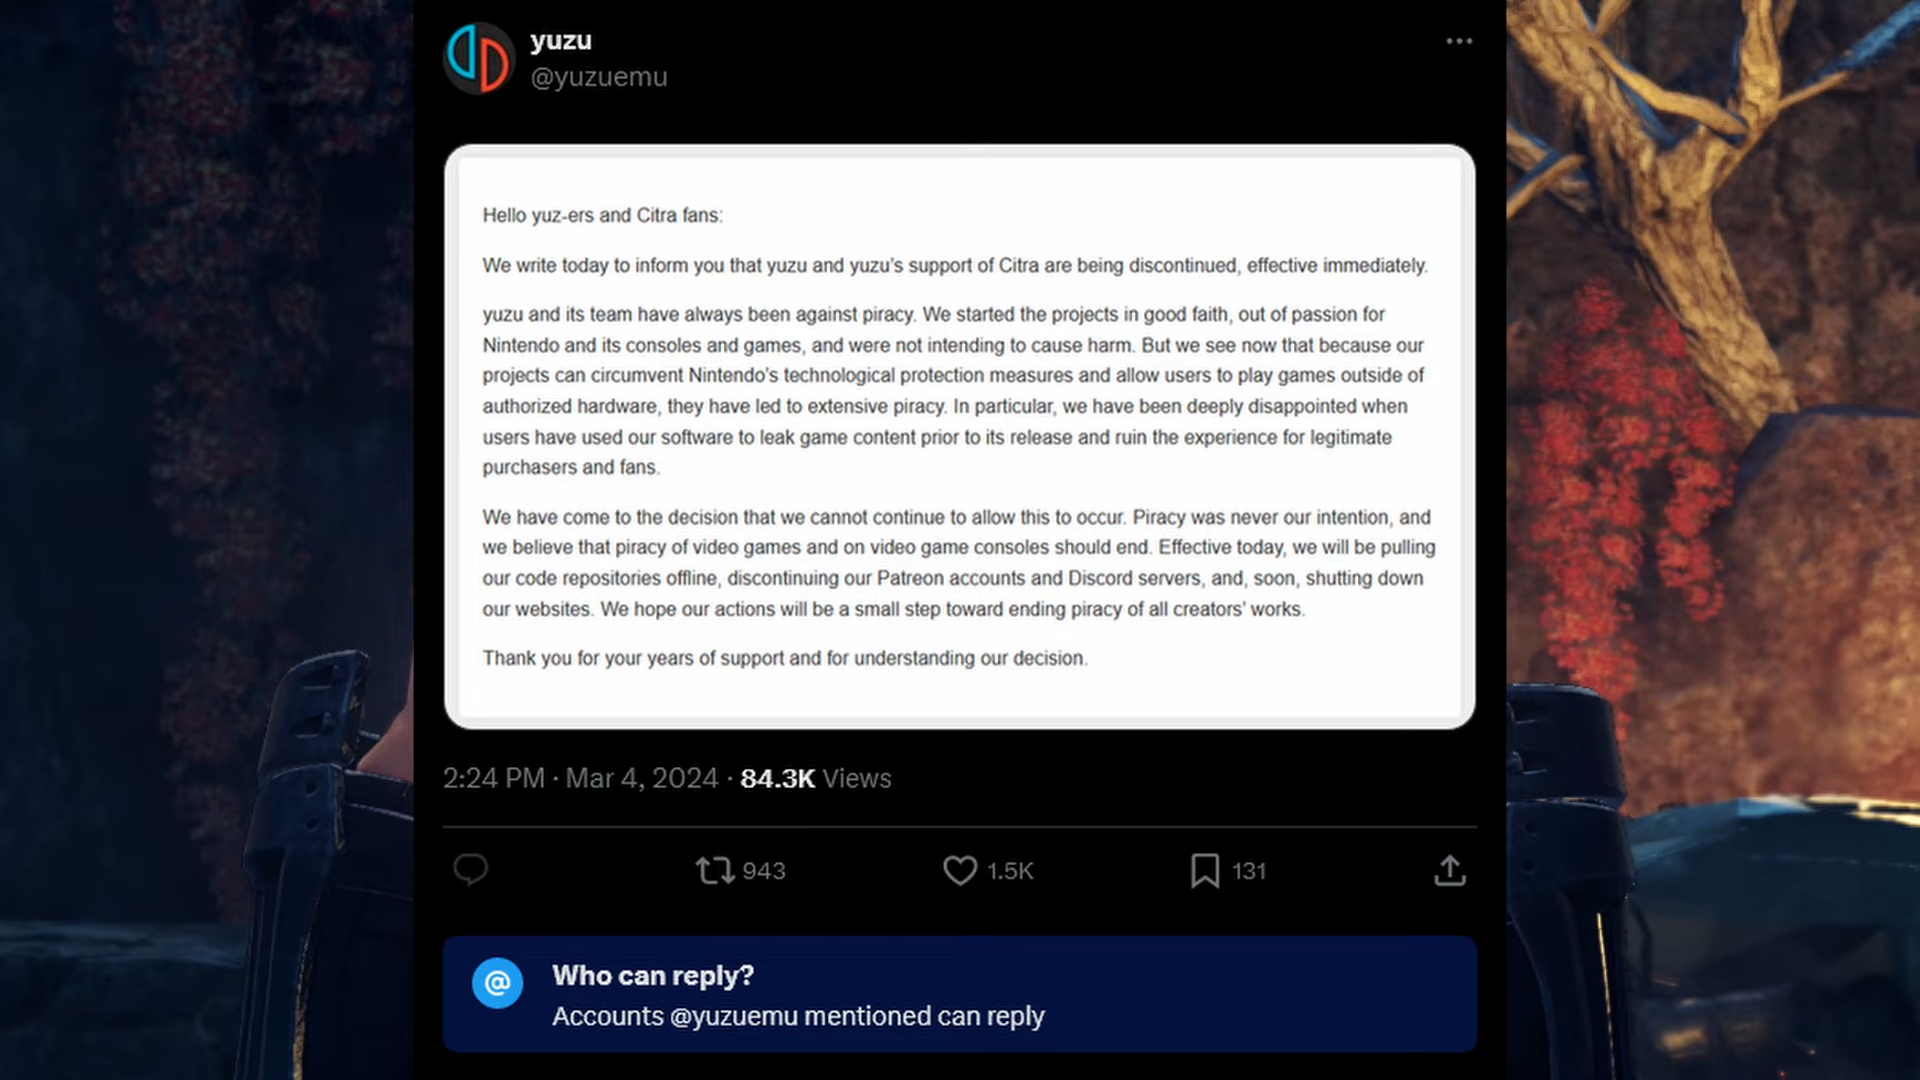 yuzu
@yuzuemu
Hello yuz-ers and Citra fans:
We write today to inform you that yuzu and yuzu's support of Citra are being discontinued, effective immediately.
yuzu and its team have always been against piracy. We started the projects in good faith, out of passion for
Nintendo and its consoles and games, and were not intending to cause harm. But we see now that because our
projects can circumvent Nintendo's technological protection measures and allow users to play games outside of
authorized hardware, they have led to extensive piracy. In particular, we have been deeply disappointed when
users have used our software to leak game content prior to its release and ruin the experience for legitimate
purchasers and fans.
We have come to the decision that we cannot continue to allow this to occur. Piracy was never our intention, and
we believe that piracy of video games and on video game consoles should end. Effective today, we will be pulling
our code repositories offline, discontinuing our Patreon accounts and Discord servers, and, soon, shutting down
our websites. We hope our actions will be a small step toward ending piracy of all creators' works.
Thank you for your years of support and for understanding our decision.
2:24 PM · Mar 4, 2024 · 84.3K Views
943 1.5K 131
@ Who can reply?
Accounts @yuzuemu mentioned can reply